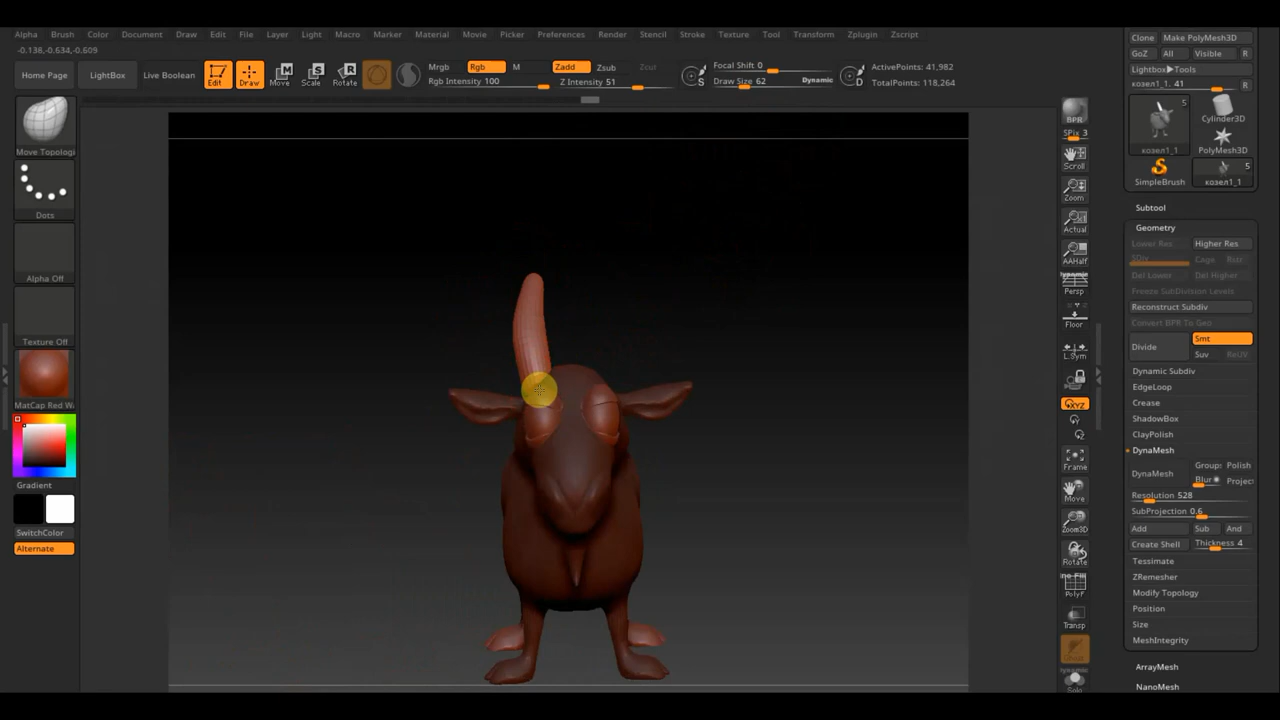 Alpha Brush Color Document Draw Edit File Layer Light Macro Marker Material Movie Picker Preferences Render Stencil Stroke Texture Tool Transform Zplugin Zscript
-0.138,-0.634,-0.609
Home Page
LightBox
Live Boolean
Edit
Draw
Move
Scale
Rotate
Mrgb Rgb M
Rgb Intensity 100
Zadd Zsub
Z Intensity 51
S
Focal Shift 0
Draw Size 62 Dynamic
D
ActivePoints: 41,982
TotalPoints: 118,264
Move Topologi
Dots
Alpha Off
Texture Off
MatCap Red Wa
Gradient
SwitchColor
Alternate
BPR
SPix 3
Scroll
Zoom
Actual
AAHalf
Persp
Floor
L.Sym
XYZ
Y
Z
Frame
Move
Zoom3D
Rotate
PolyF
Transp
Solo
Clone Make PolyMesh3D
GoZ All Visible R
Lightbox▶Tools
козел1_1. 41 R
5
козел1_1
Cylinder3D
PolyMesh3D
SimpleBrush
5
козел1_1
Subtool
Geometry
Lower Res Higher Res
SDiv Cage Rstr
Del Lower Del Higher
Freeze SubDivision Levels
Reconstruct Subdiv
Convert BPR To Geo
Divide
Smt
Suv ReUV
Dynamic Subdiv
EdgeLoop
Crease
ShadowBox
ClayPolish
DynaMesh
DynaMesh
Group: Polish
Blur Projec
Resolution 528
SubProjection 0.6
Add Sub And
Create Shell Thickness 4
Tessimate
ZRemesher
Modify Topology
Position
Size
MeshIntegrity
ArrayMesh
NanoMesh